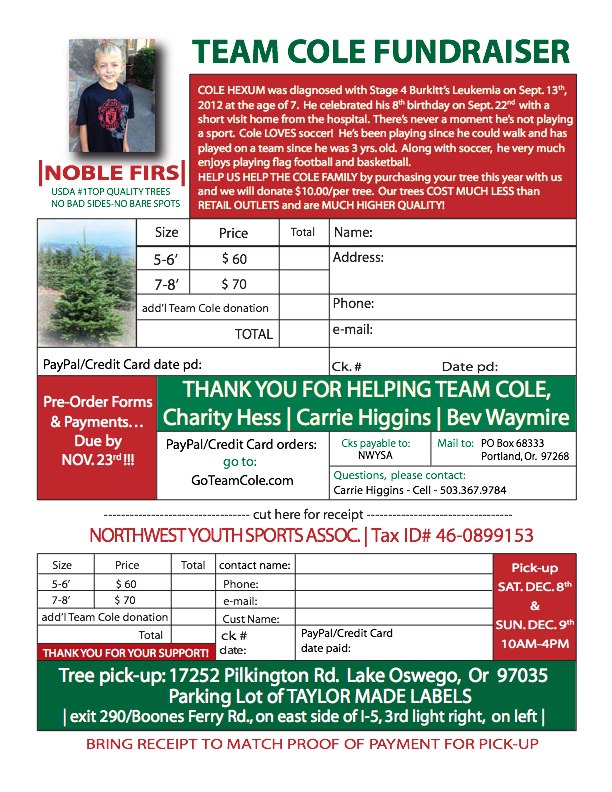 TEAM COLE FUNDRAISER
COLE HEXUM was diagnosed with Stage 4 Burkitt's Leukemia on Sept. 13th,
2012 at the age of 7. He celebrated his 8th birthday on Sept. 22nd with a
short visit home from the hospital. There's never a moment he's not playing
a sport. Cole LOVES soccer! He's been playing since he could walk and has
played on a team since he was 3 yrs. old. Along with soccer, he very much
enjoys playing flag football and basketball.
HELP US HELP THE COLE FAMILY by purchasing your tree this year with us
and we will donate $10.00/per tree. Our trees COST MUCH LESS than
RETAIL OUTLETS and are MUCH HIGHER QUALITY!
|NOBLE FIRS|
USDA #1TOP QUALITY TREES
NO BAD SIDES-NO BARE SPOTS
Size Price Total Name:
5-6' $ 60 Address:
7-8' $ 70
add'l Team Cole donation Phone:
TOTAL e-mail:
PayPal/Credit Card date pd: Ck. # Date pd:
Pre-Order Forms
& Payments…
Due by
NOV. 23rd !!!
THANK YOU FOR HELPING TEAM COLE,
Charity Hess | Carrie Higgins | Bev Waymire
PayPal/Credit Card orders:
go to:
GoTeamCole.com
Cks payable to:
NWYSA
Mail to: PO Box 68333
Portland, Or. 97268
Questions, please contact:
Carrie Higgins - Cell - 503.367.9784
---------------------------------- cut here for receipt ----------------------------------
NORTHWEST YOUTH SPORTS ASSOC. | Tax ID# 46-0899153
Size Price Total contact name:
5-6' $ 60 Phone:
7-8' $ 70 e-mail:
add'l Team Cole donation Cust Name:
Total ck # PayPal/Credit Card
THANK YOU FOR YOUR SUPPORT! date: date paid:
Pick-up
SAT. DEC. 8th
&
SUN. DEC. 9th
10AM-4PM
Tree pick-up: 17252 Pilkington Rd. Lake Oswego, Or 97035
Parking Lot of TAYLOR MADE LABELS
| exit 290/Boones Ferry Rd., on east side of I-5, 3rd light right, on left |
BRING RECEIPT TO MATCH PROOF OF PAYMENT FOR PICK-UP